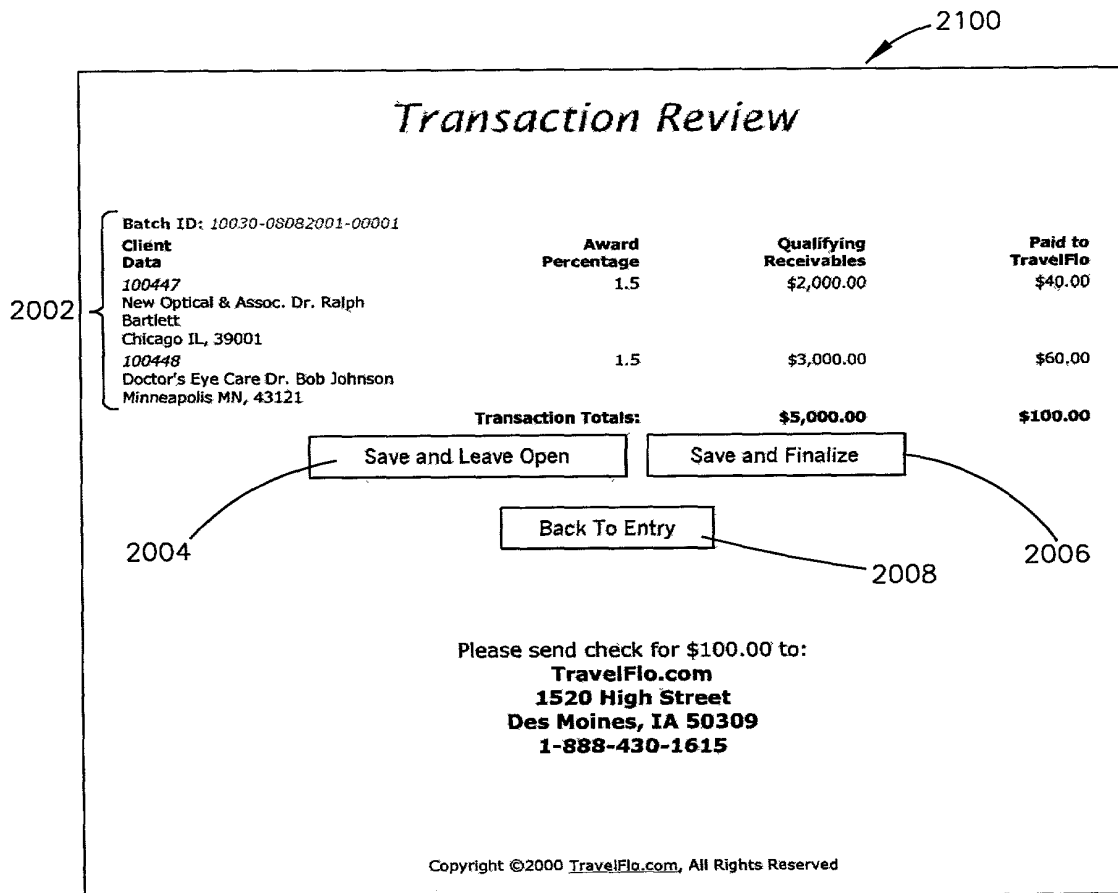 2100
Transaction Review
Batch ID: 10030-08082001-00001
Client Data Award Percentage Qualifying Receivables Paid to TravelFlo
100447 1.5 $2,000.00 $40.00
New Optical & Assoc. Dr. Ralph
Bartlett
Chicago IL, 39001
2002
100448 1.5 $3,000.00 $60.00
Doctor's Eye Care Dr. Bob Johnson
Minneapolis MN, 43121
Transaction Totals: $5,000.00 $100.00
Save and Leave Open Save and Finalize
Back To Entry
2004 2008 2006
Please send check for $100.00 to:
TravelFlo.com
1520 High Street
Des Moines, IA 50309
1-888-430-1615
Copyright ©2000 TravelFlo.com, All Rights Reserved